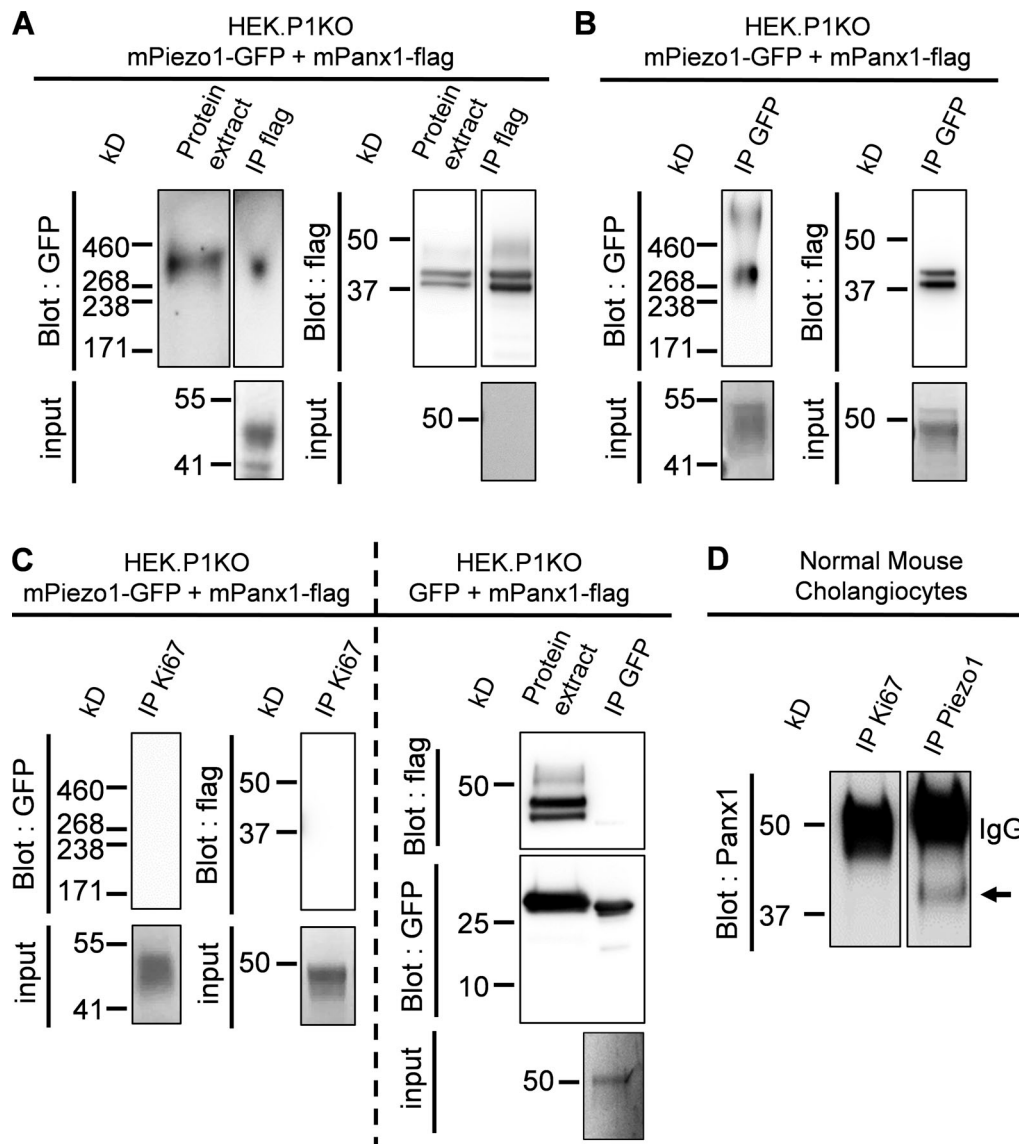 A
HEK.P1KO
mPiezo1-GFP + mPanx1-flag
kD
Protein
extract
IP flag
kD
Protein
extract
IP flag
Blot : GFP
460
268
238
171
Blot : flag
50
37
input
55
41
input
50
B
HEK.P1KO
mPiezo1-GFP + mPanx1-flag
kD
IP GFP
kD
IP GFP
Blot : GFP
460
268
238
171
Blot : flag
50
37
input
55
41
input
50
C
HEK.P1KO
mPiezo1-GFP + mPanx1-flag
kD
IP Ki67
kD
IP Ki67
Blot : GFP
460
268
238
171
Blot : flag
50
37
input
55
41
input
50
HEK.P1KO
GFP + mPanx1-flag
kD
Protein
extract
IP GFP
Blot : flag
50
Blot : GFP
25
10
input
50
D
Normal Mouse
Cholangiocytes
kD
IP Ki67
IP Piezo1
Blot : Panx1
50
37
IgG